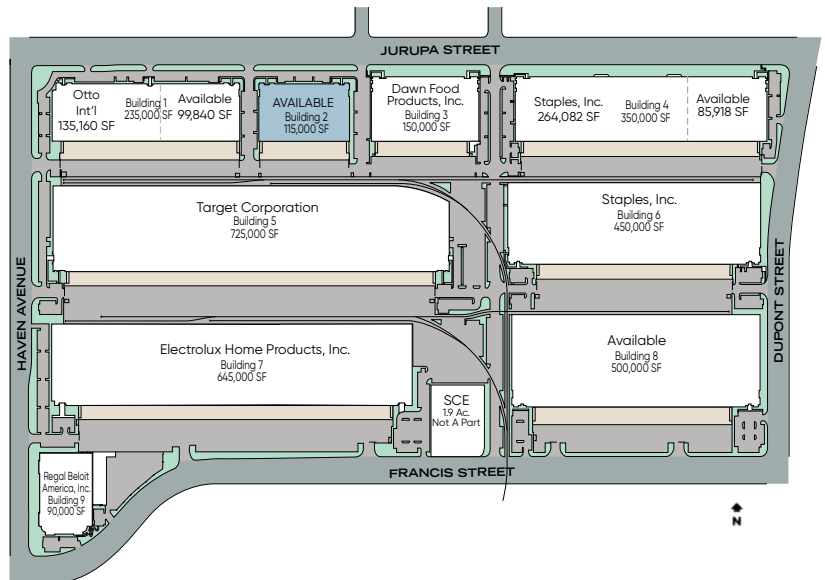 JURUPA STREET
Otto
Int'l
135,160 SF
Building 1
235,000 SF
Available
99,840 SF
AVAILABLE
Building 2
115,000 SF
Dawn Food
Products, Inc.
Building 3
150,000 SF
Staples, Inc.
264,082 SF
Building 4
350,000 SF
Available
85,918 SF
Target Corporation
Building 5
725,000 SF
Staples, Inc.
Building 6
450,000 SF
HAVEN AVENUE
DUPONT STREET
Electrolux Home Products, Inc.
Building 7
645,000 SF
Available
Building 8
500,000 SF
SCE
1.9 Ac.
Not A Part
FRANCIS STREET
Regal Beloit
America, Inc.
Building 9
90,000 SF
N